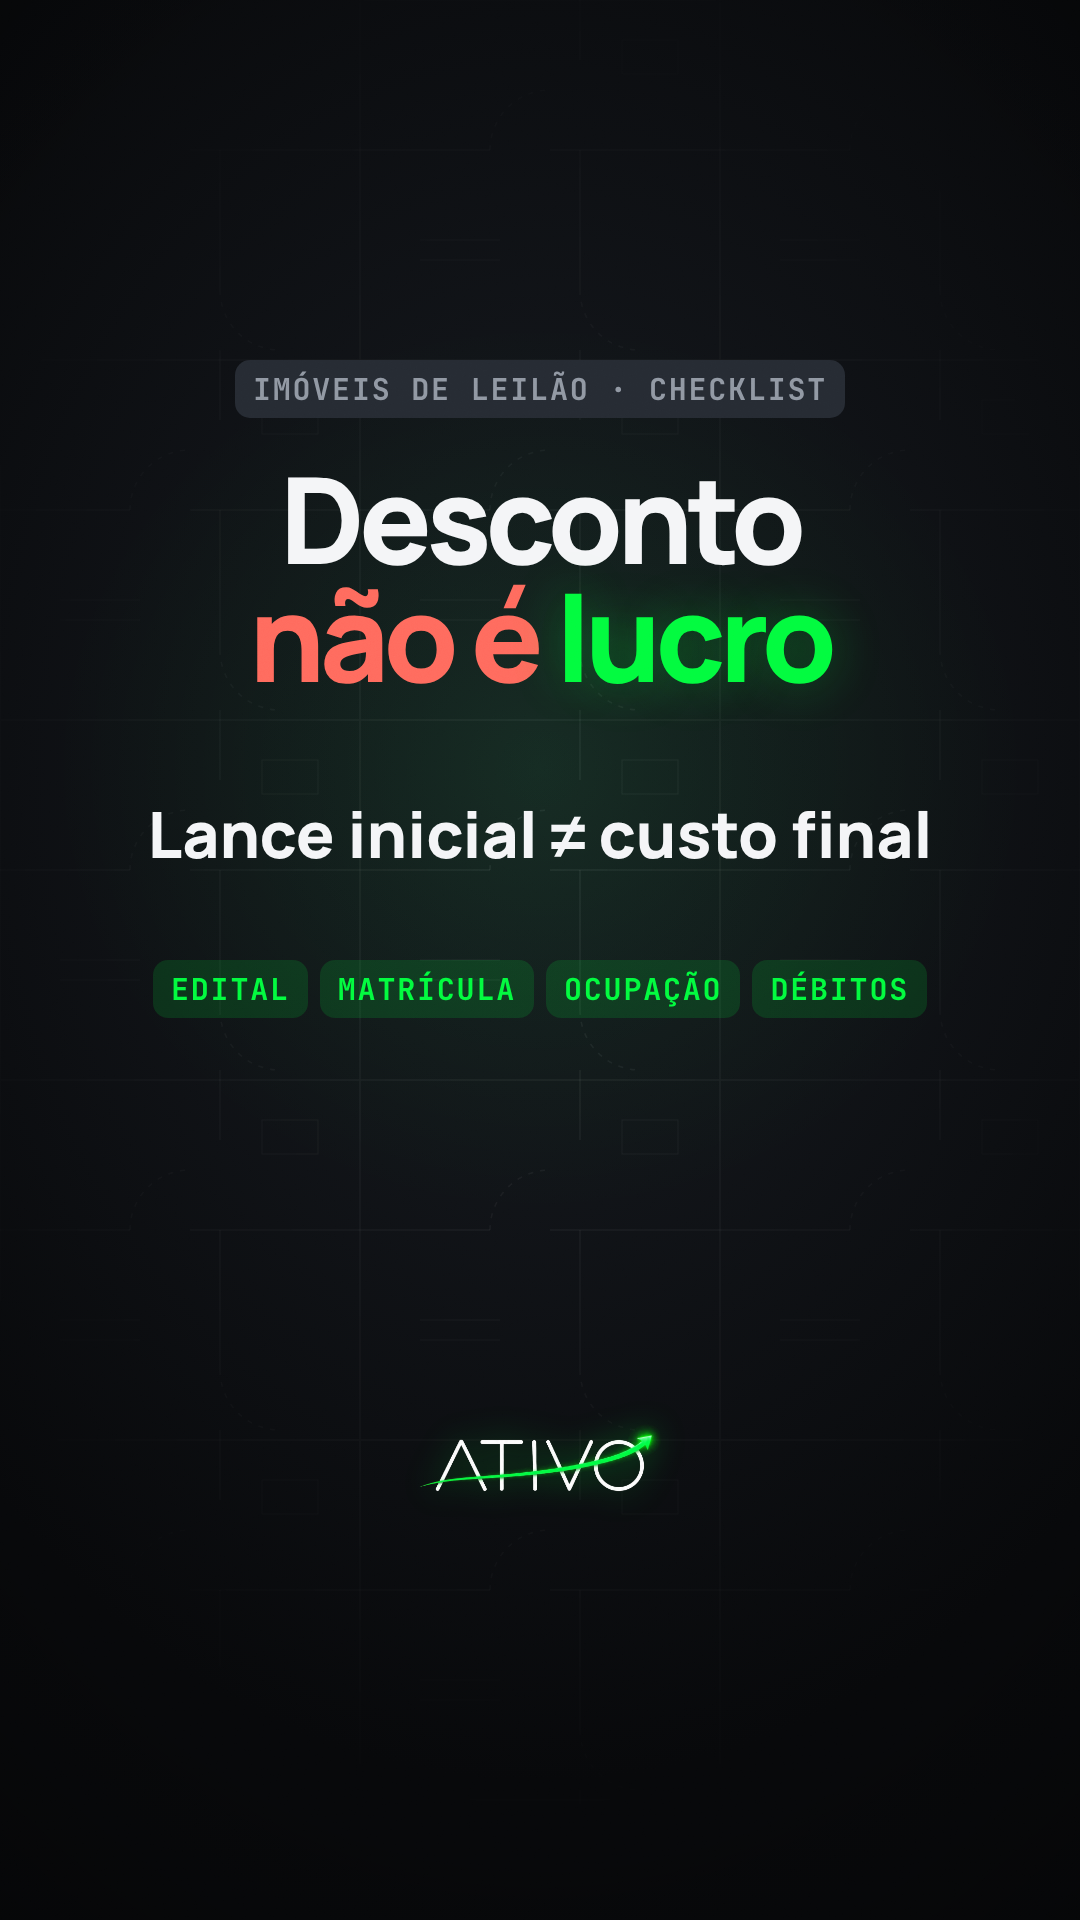 IMÓVEIS DE LEILÃO · CHECKLIST
Desconto
não é lucro
Lance inicial ≠ custo final
EDITAL MATRÍCULA OCUPAÇÃO DÉBITOS
ATIVO